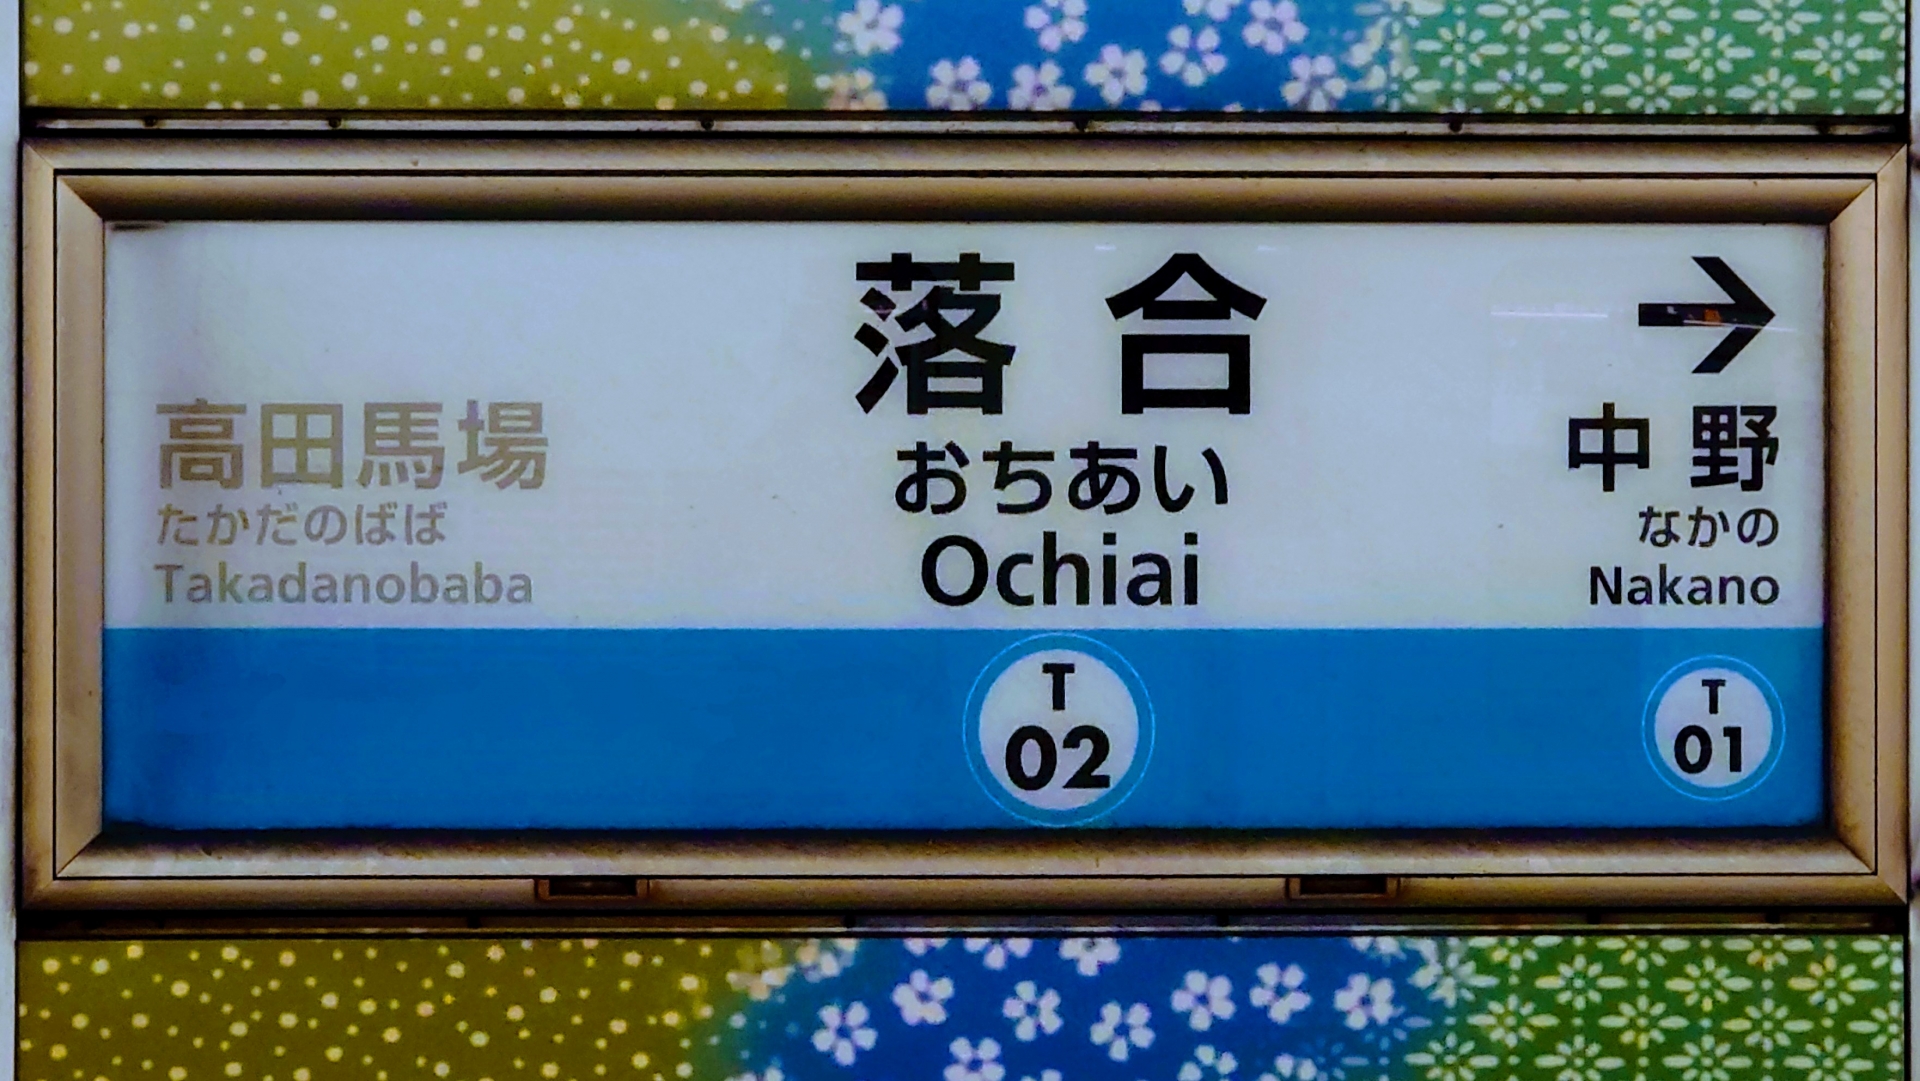 高田馬場
たかだのばば
Takadanobaba
落合
おちあい
Ochiai
T
02
→
中野
なかの
Nakano
T
01